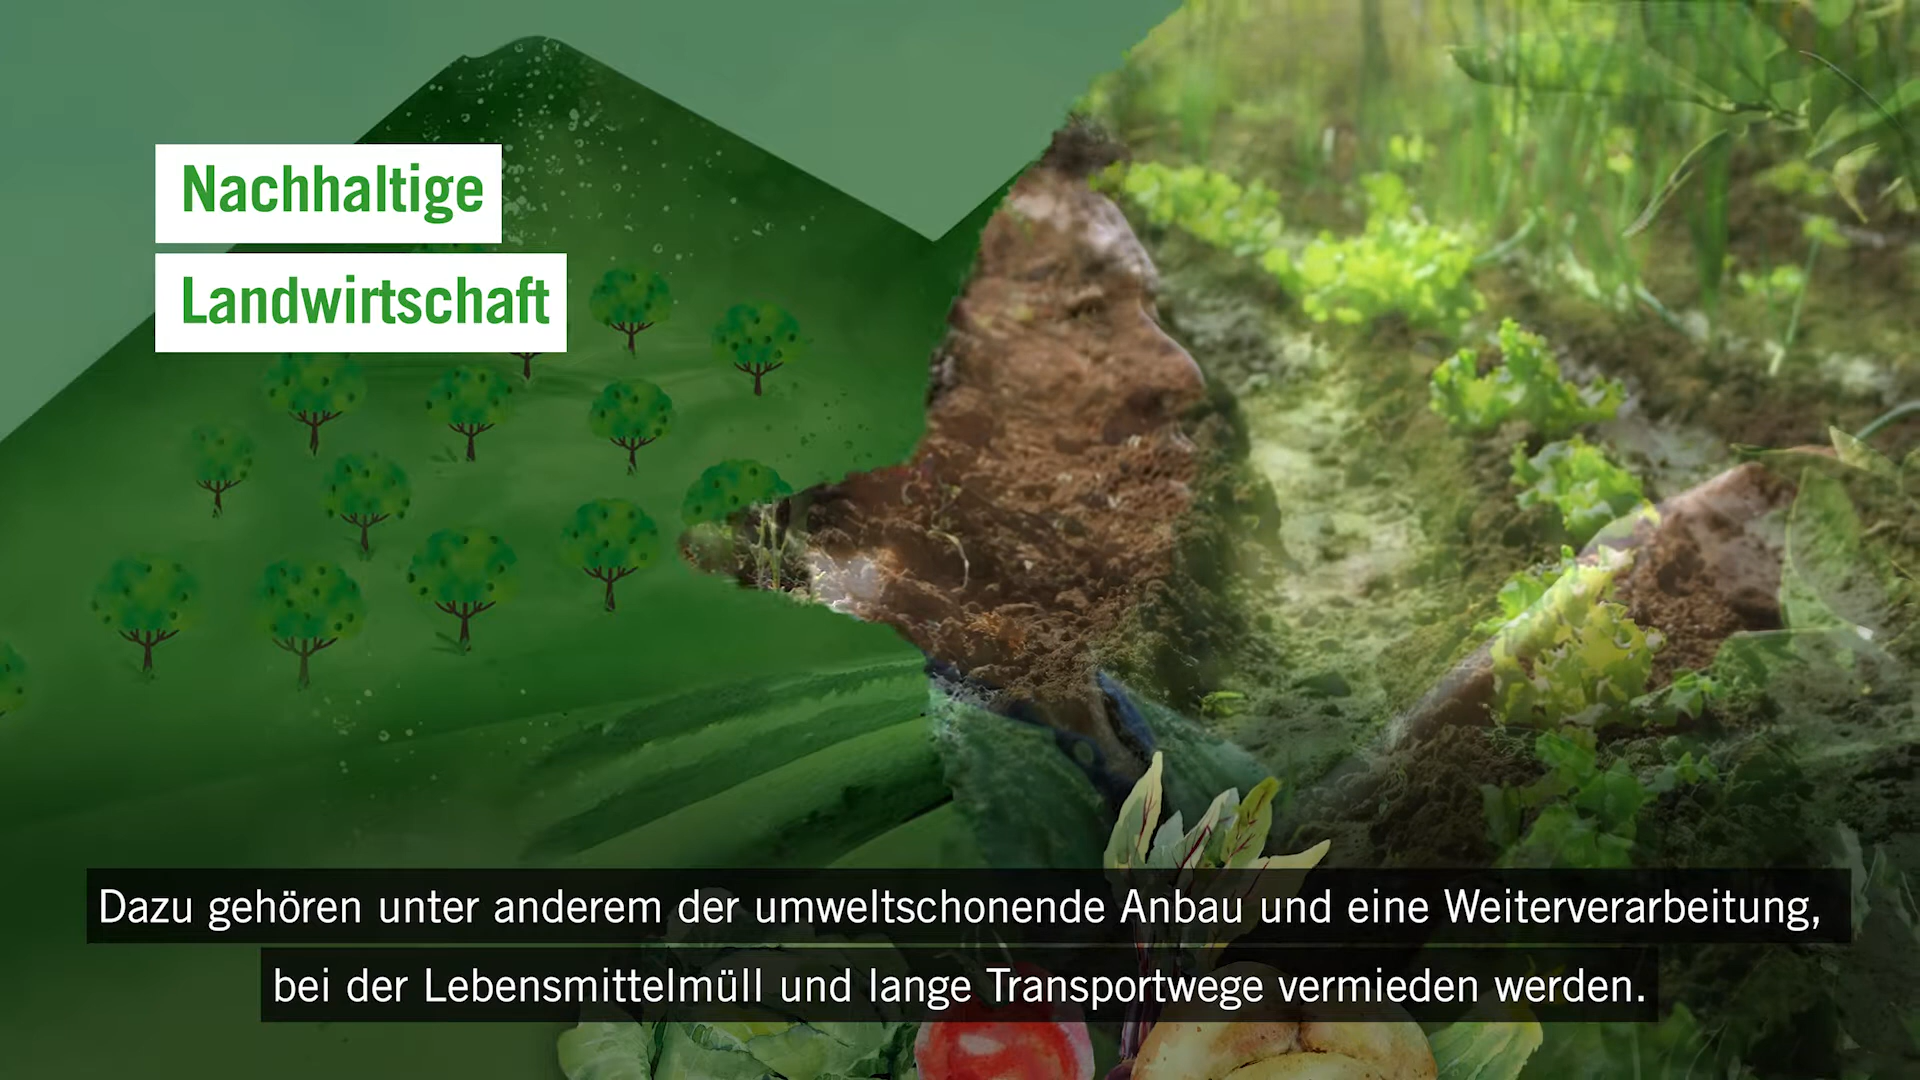 Nachhaltige
Landwirtschaft
Dazu gehören unter anderem der umweltschonende Anbau und eine Weiterverarbeitung,
bei der Lebensmittelmüll und lange Transportwege vermieden werden.